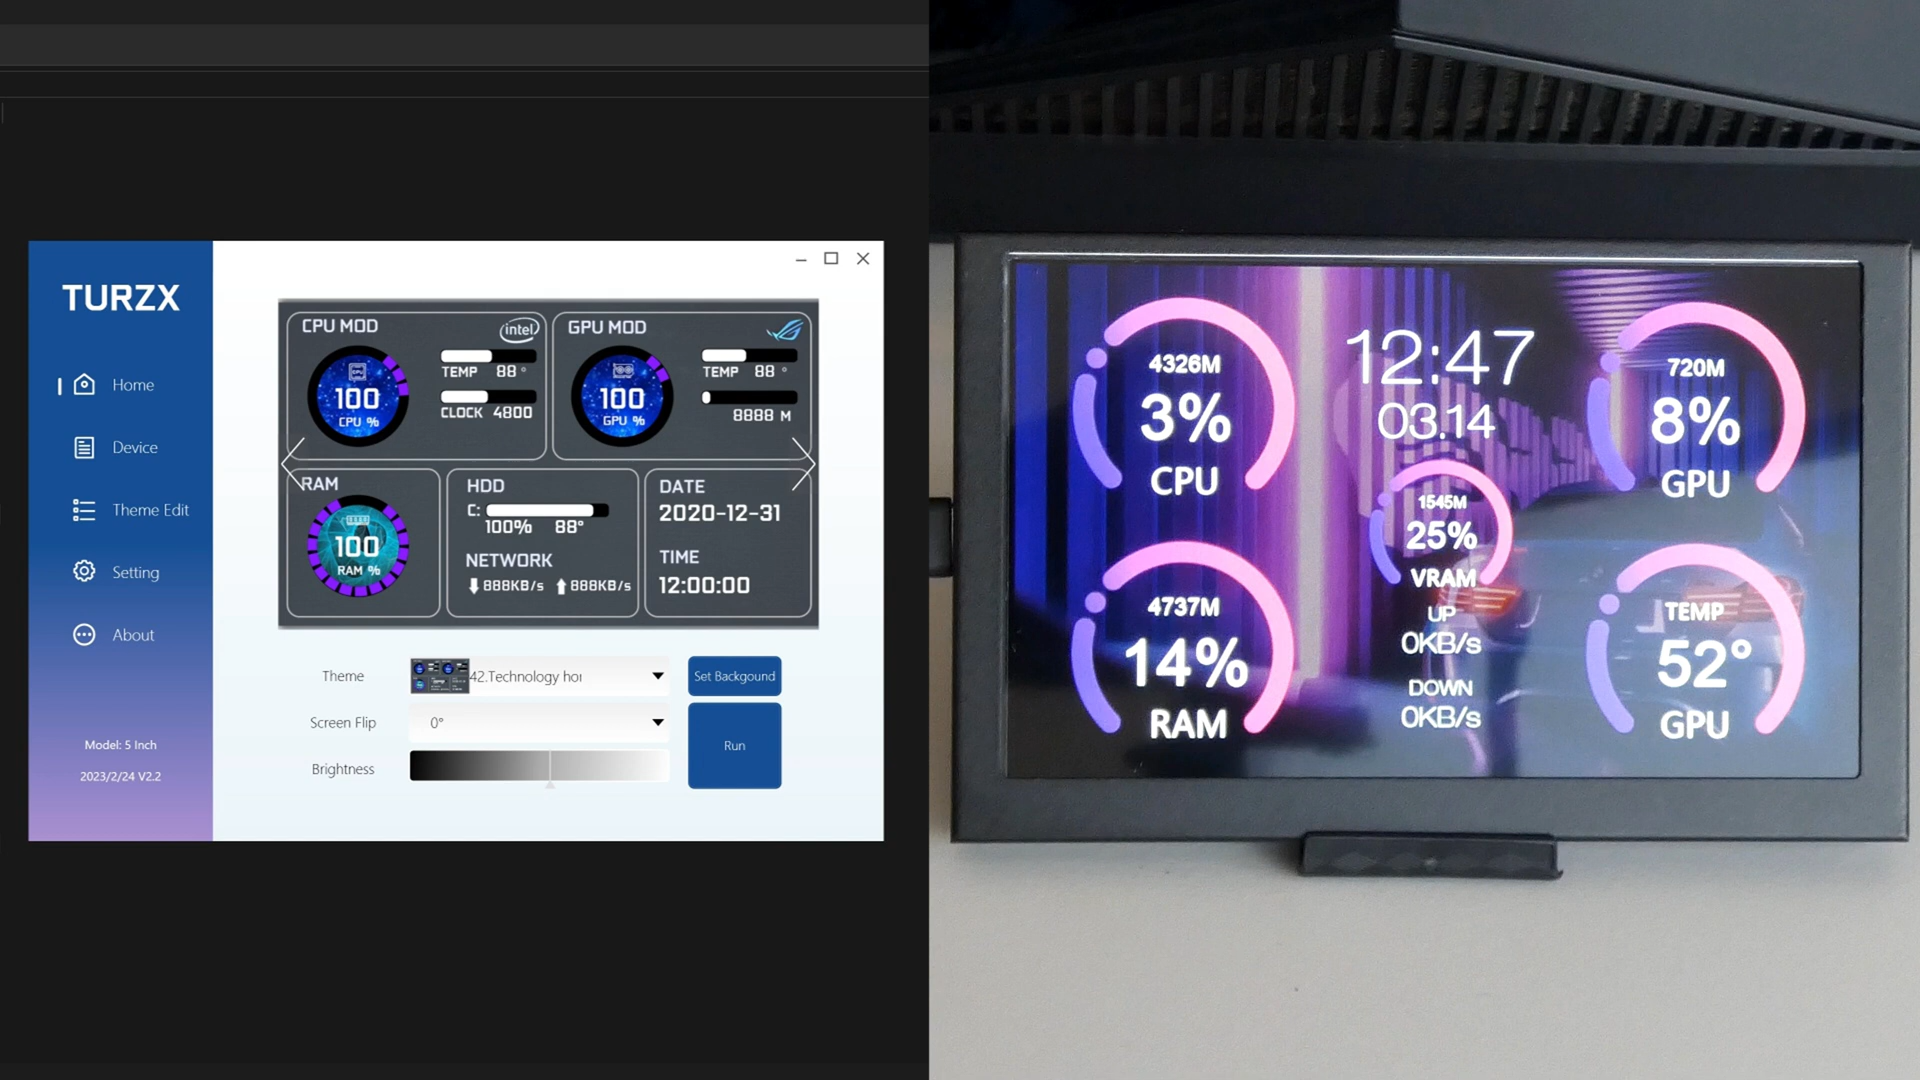 TURZX
Home
Device
Theme Edit
Setting
About
Model: 5 Inch
2023/2/24 V2.2
CPU MOD
intel
CPU
100
CPU %
TEMP 88 °
CLOCK 4800
GPU MOD
100
GPU %
TEMP 88 °
8888 M
RAM
100
RAM %
HDD
C:
100% 88°
NETWORK
888KB/s 888KB/s
DATE
2020-12-31
TIME
12:00:00
Theme
42.Technology hor
Set Backgound
Screen Flip
0°
Run
Brightness
4326M
3%
CPU
12:47
03.14
720M
8%
GPU
1545M
25%
VRAM
4737M
14%
RAM
UP
0KB/s
DOWN
0KB/s
TEMP
52°
GPU